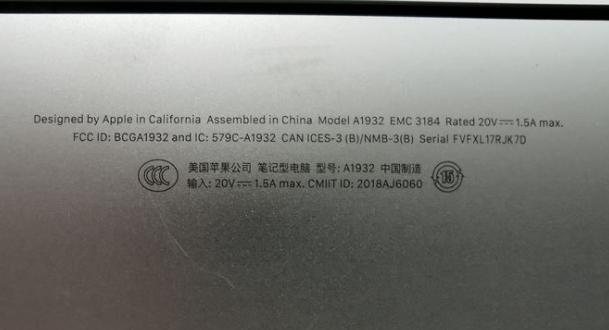 Designed by Apple in California Assembled in China Model A1932 EMC 3184 Rated 20V⎓1.5A max.
FCC ID: BCGA1932 and IC: 579C-A1932 CAN ICES-3 (B)/NMB-3(B) Serial FVFXL17RJK7D
CCC 美国苹果公司 笔记型电脑 型号: A1932 中国制造 15
输入: 20V⎓1.5A max. CMIIT ID: 2018AJ6060